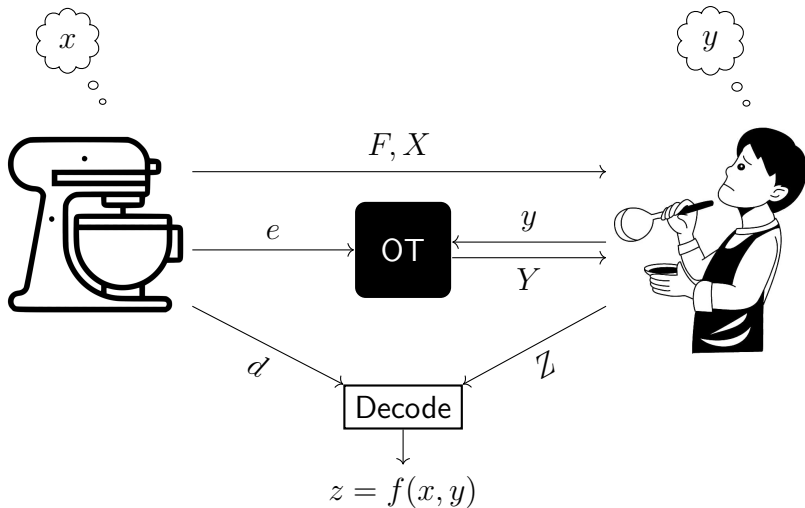 x
y
F, X
e
OT
y
Y
d
Z
Decode
z = f(x, y)